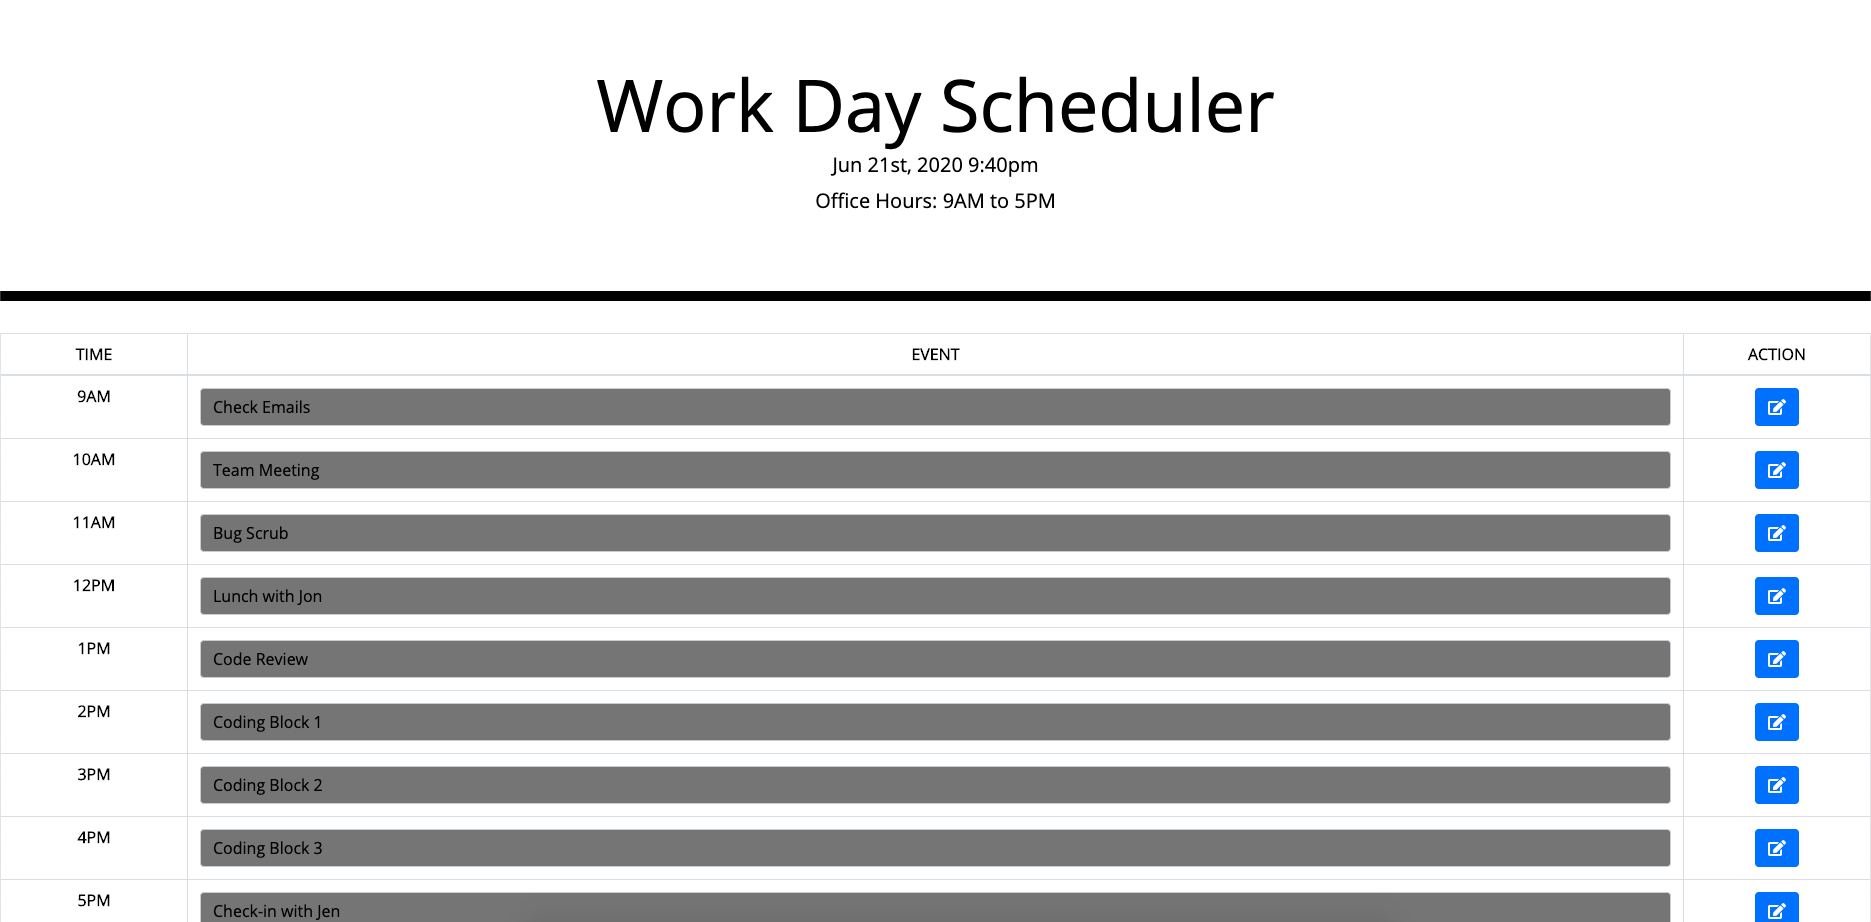 Work Day Scheduler
Jun 21st, 2020 9:40pm
Office Hours: 9AM to 5PM
TIME EVENT ACTION
9AM Check Emails
10AM Team Meeting
11AM Bug Scrub
12PM Lunch with Jon
1PM Code Review
2PM Coding Block 1
3PM Coding Block 2
4PM Coding Block 3
5PM Check-in with Jen